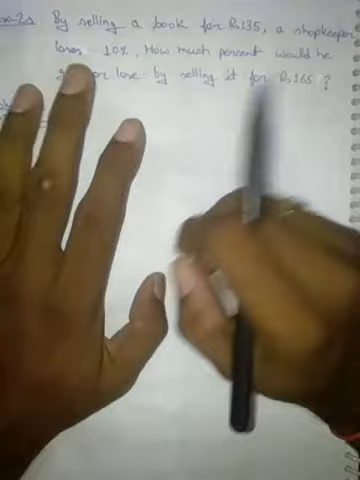 By selling a book for Rs135, a shopkeeper
loses 10%. How much percent would he
or lose by selling it for Rs165 ?